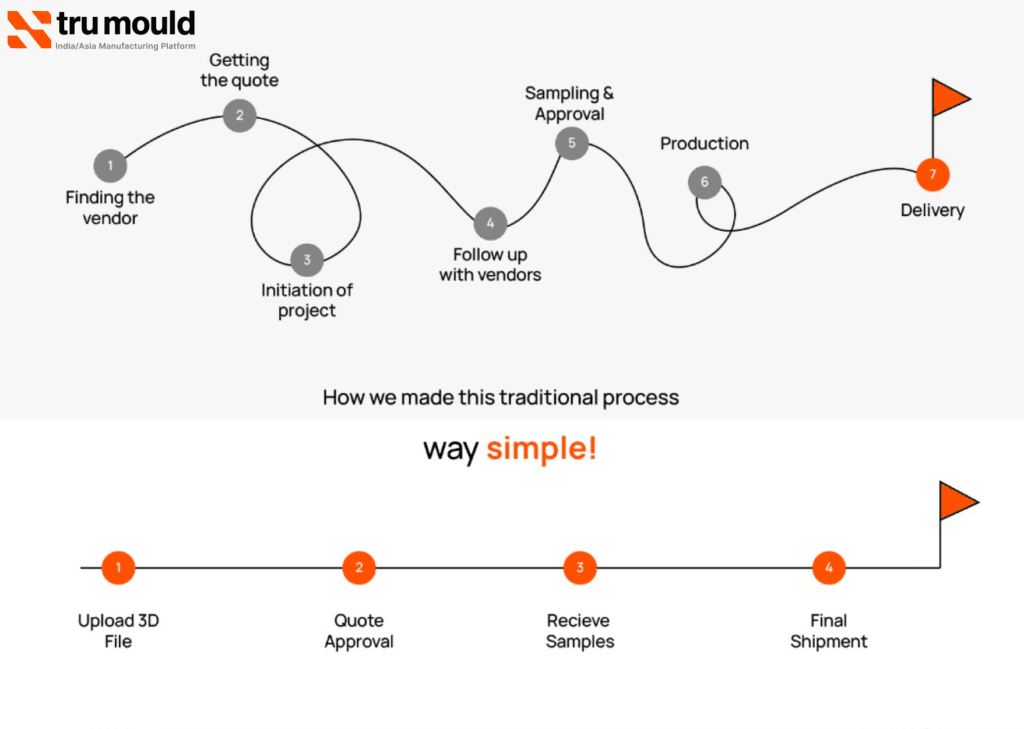 tru mould
India/Asia Manufacturing Platform
Getting
the quote
2
1
Finding the
vendor
3
Initiation of
project
4
Follow up
with vendors
Sampling &
Approval
5
Production
6
7
Delivery
How we made this traditional process
way simple!
1
Upload 3D
File
2
Quote
Approval
3
Recieve
Samples
4
Final
Shipment